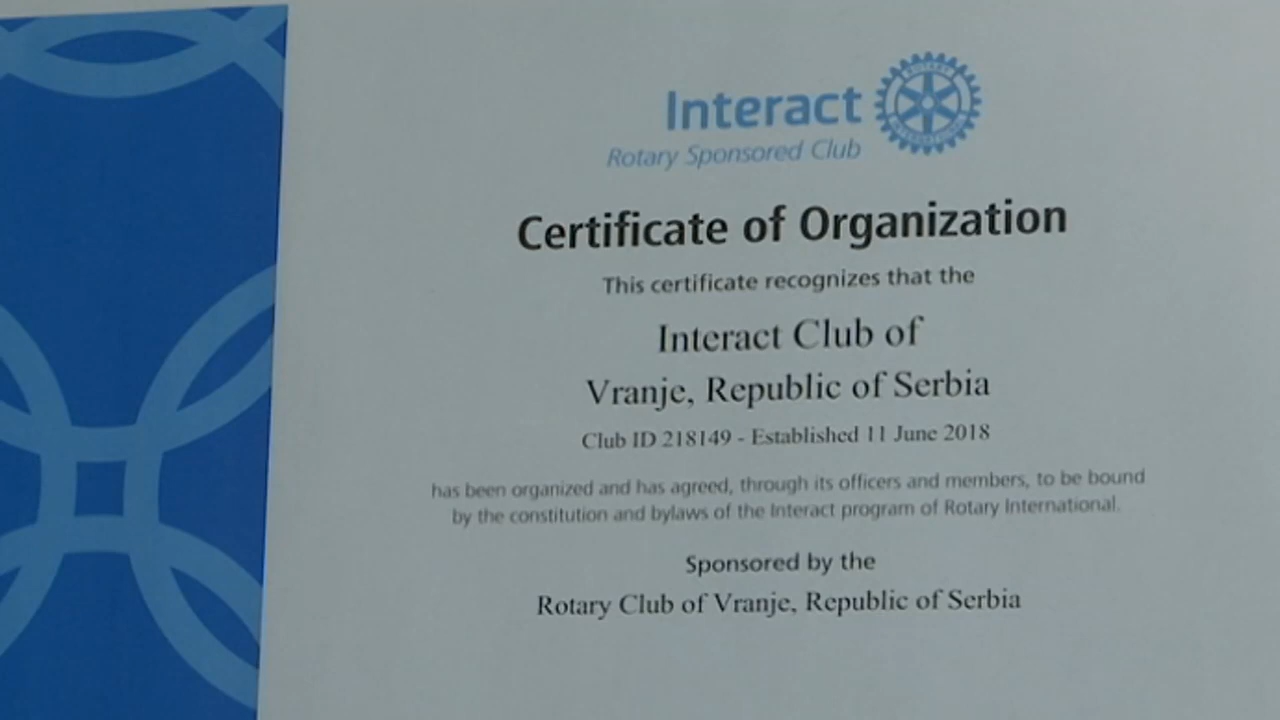 Interact
Rotary Sponsored Club
ROTARY
INTERNATIONAL
Certificate of Organization
This certificate recognizes that the
Interact Club of
Vranje, Republic of Serbia
Club ID 218149 - Established 11 June 2018
has been organized and has agreed, through its officers and members, to be bound
by the constitution and bylaws of the Interact program of Rotary International.
Sponsored by the
Rotary Club of Vranje, Republic of Serbia